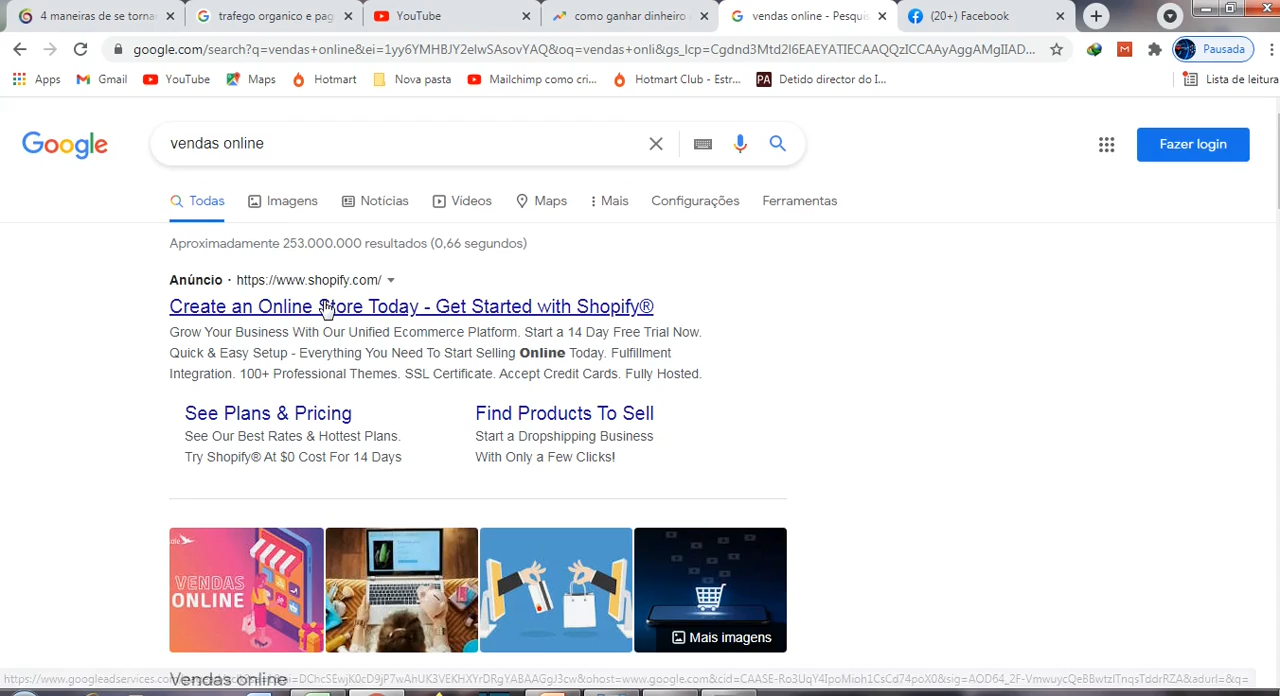 4 maneiras de se torna
trafego organico e pag
YouTube
como ganhar dinheiro
vendas online - Pesquis
(20+) Facebook
google.com/search?q=vendas+online&ei=1yy6YMHBJY2elwSAsovYAQ&oq=vendas+onli&gs_lcp=Cgdnd3Mtd2l6EAEYATIECAAQQzICCAAyAggAMgIIAD...
Pausada
Apps
Gmail
YouTube
Maps
Hotmart
Nova pasta
Mailchimp como cri...
Hotmart Club - Estr...
PA Detido director do I...
Lista de leitura
Google
vendas online
Fazer login
Todas
Imagens
Notícias
Vídeos
Maps
Mais
Configurações
Ferramentas
Aproximadamente 253.000.000 resultados (0,66 segundos)
Anúncio · https://www.shopify.com/
Create an Online Store Today - Get Started with Shopify®
Grow Your Business With Our Unified Ecommerce Platform. Start a 14 Day Free Trial Now.
Quick & Easy Setup - Everything You Need To Start Selling Online Today. Fulfillment
Integration. 100+ Professional Themes. SSL Certificate. Accept Credit Cards. Fully Hosted.
See Plans & Pricing
See Our Best Rates & Hottest Plans.
Try Shopify® At $0 Cost For 14 Days
Find Products To Sell
Start a Dropshipping Business
With Only a Few Clicks!
VENDAS
ONLINE
Mais imagens
Vendas online